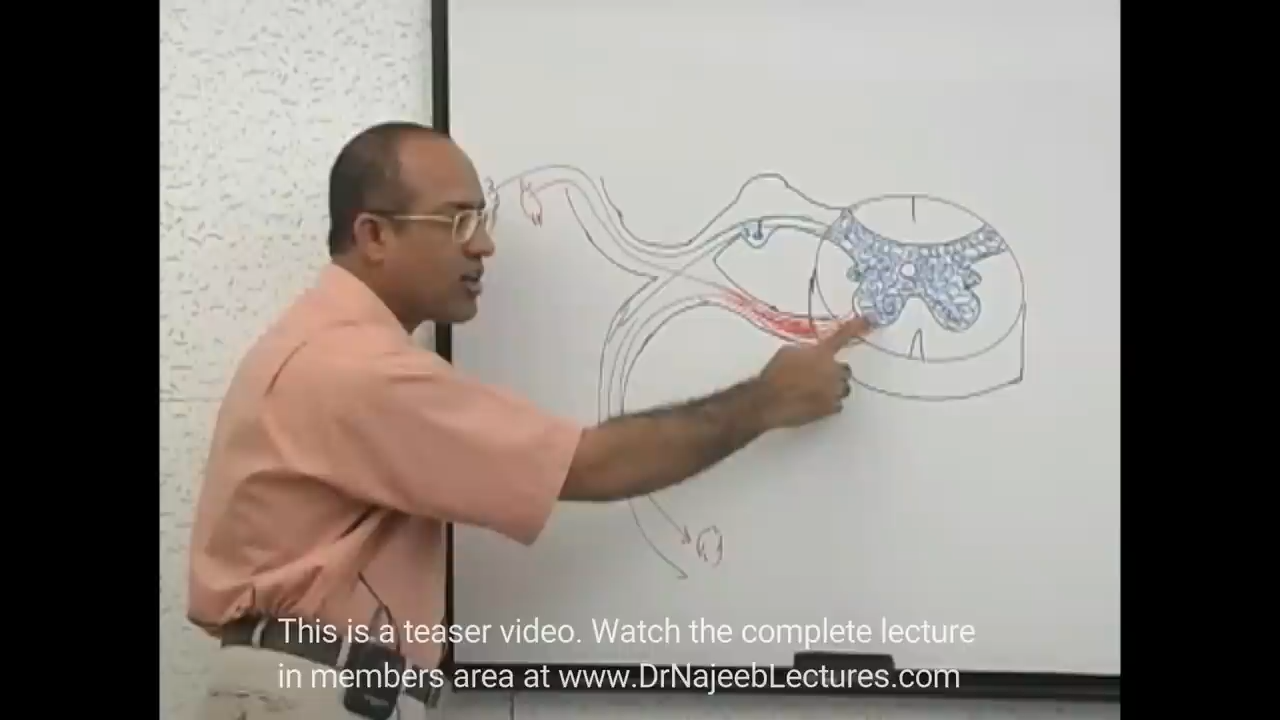 This is a teaser video. Watch the complete lecture
in members area at www.DrNajeebLectures.com